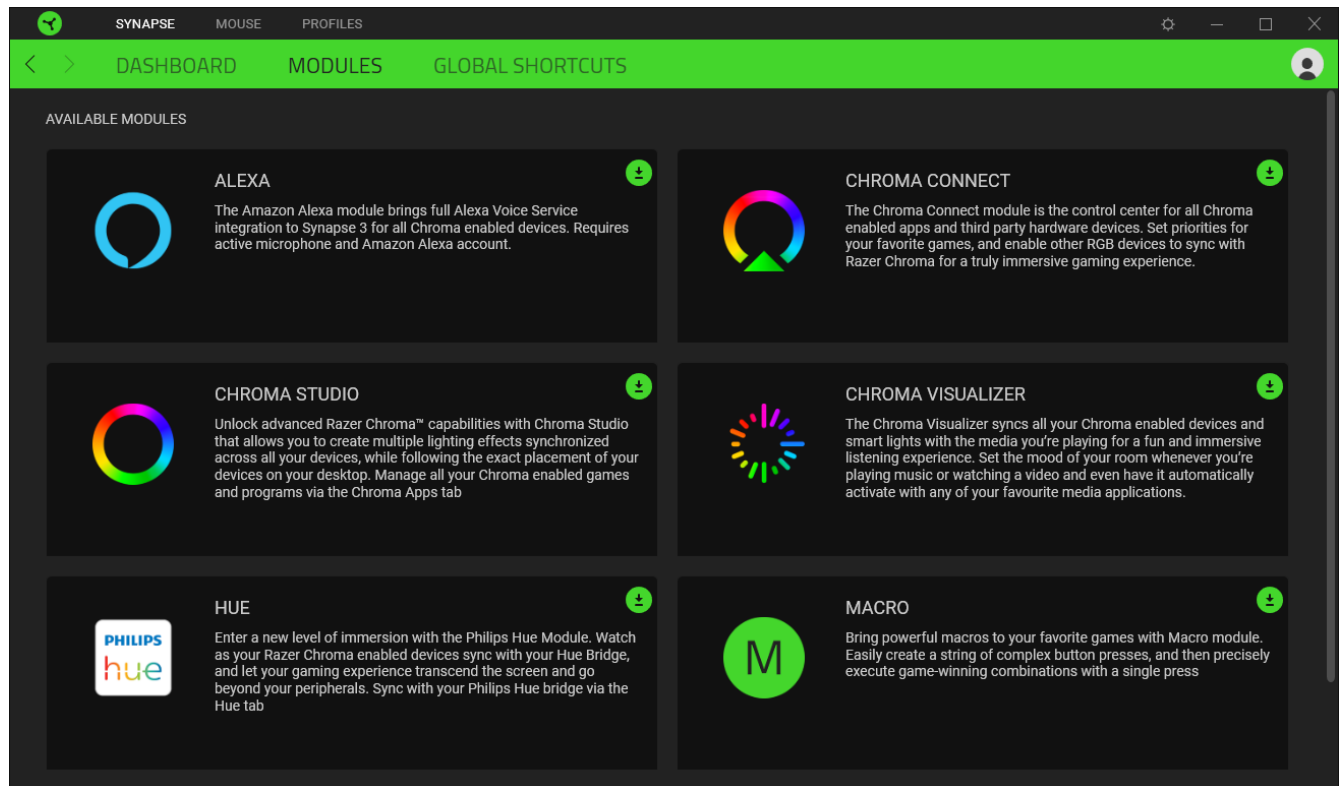 SYNAPSE MOUSE PROFILES
DASHBOARD MODULES GLOBAL SHORTCUTS
AVAILABLE MODULES
ALEXA
The Amazon Alexa module brings full Alexa Voice Service
integration to Synapse 3 for all Chroma enabled devices. Requires
active microphone and Amazon Alexa account.
CHROMA CONNECT
The Chroma Connect module is the control center for all Chroma
enabled apps and third party hardware devices. Set priorities for
your favorite games, and enable other RGB devices to sync with
Razer Chroma for a truly immersive gaming experience.
CHROMA STUDIO
Unlock advanced Razer Chroma™ capabilities with Chroma Studio
that allows you to create multiple lighting effects synchronized
across all your devices, while following the exact placement of your
devices on your desktop. Manage all your Chroma enabled games
and programs via the Chroma Apps tab
CHROMA VISUALIZER
The Chroma Visualizer syncs all your Chroma enabled devices and
smart lights with the media you’re playing for a fun and immersive
listening experience. Set the mood of your room whenever you’re
playing music or watching a video and even have it automatically
activate with any of your favourite media applications.
PHILIPS
hue
HUE
Enter a new level of immersion with the Philips Hue Module. Watch
as your Razer Chroma enabled devices sync with your Hue Bridge,
and let your gaming experience transcend the screen and go
beyond your peripherals. Sync with your Philips Hue bridge via the
Hue tab
M
MACRO
Bring powerful macros to your favorite games with Macro module.
Easily create a string of complex button presses, and then precisely
execute game-winning combinations with a single press